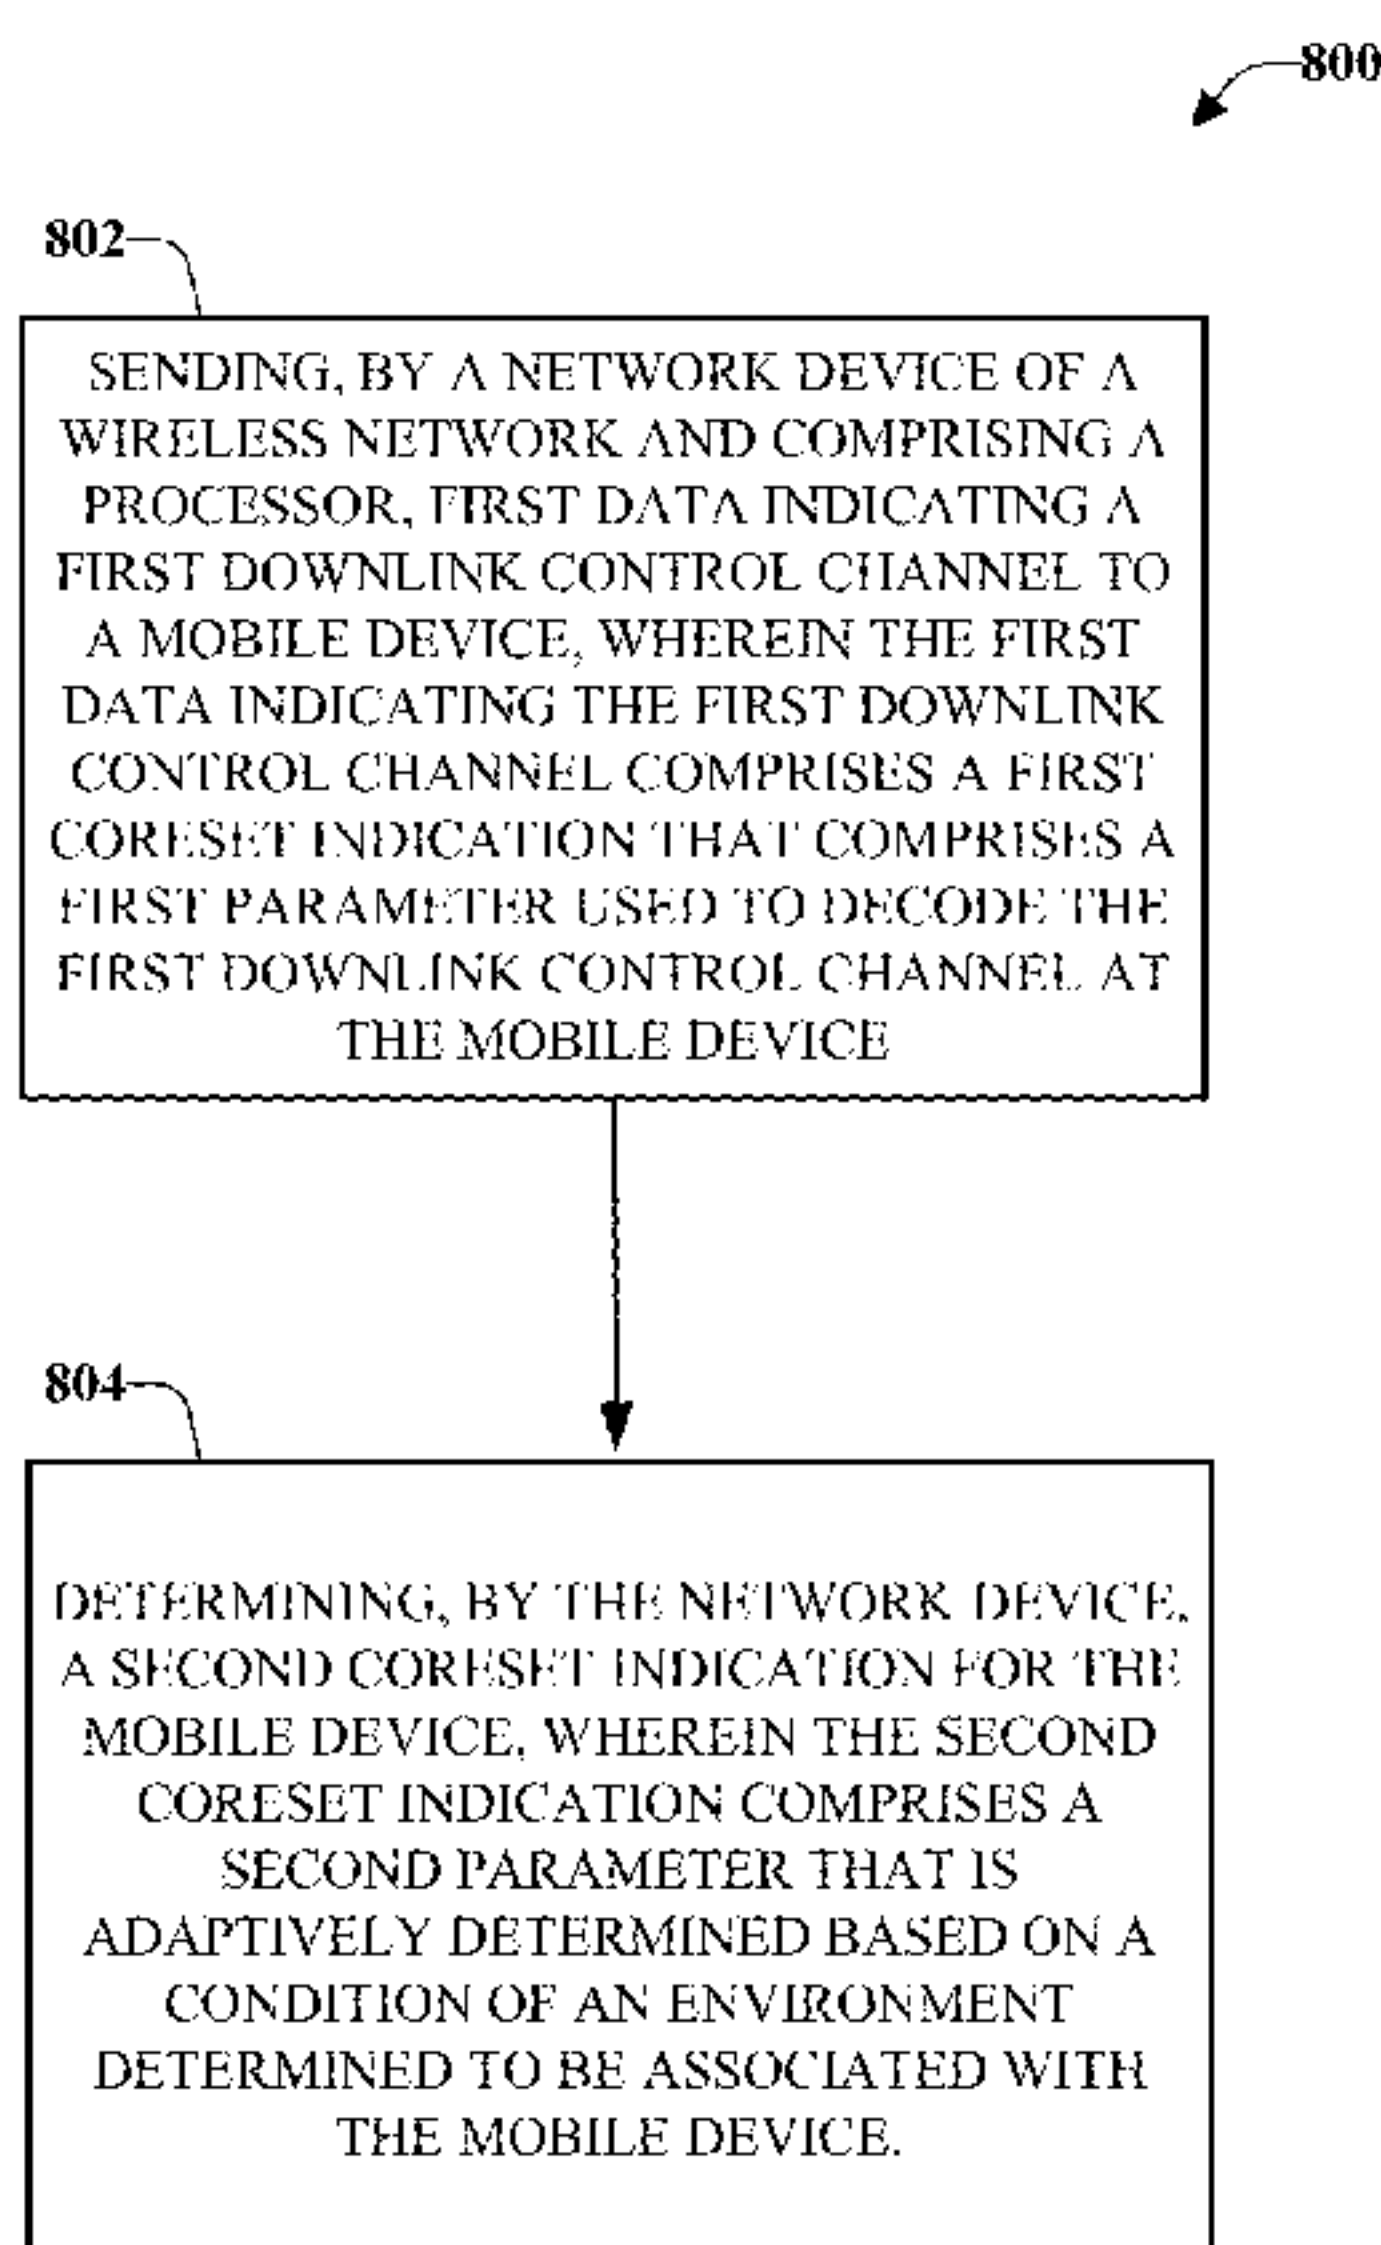 800
802
SENDING, BY A NETWORK DEVICE OF A
WIRELESS NETWORK AND COMPRISING A
PROCESSOR, FIRST DATA INDICATING A
FIRST DOWNLINK CONTROL CHANNEL TO
A MOBILE DEVICE, WHEREIN THE FIRST
DATA INDICATING THE FIRST DOWNLINK
CONTROL CHANNEL COMPRISES A FIRST
CORESET INDICATION THAT COMPRISES A
FIRST PARAMETER USED TO DECODE THE
FIRST DOWNLINK CONTROL CHANNEL AT
THE MOBILE DEVICE
804
DETERMINING, BY THE NETWORK DEVICE,
A SECOND CORESET INDICATION FOR THE
MOBILE DEVICE, WHEREIN THE SECOND
CORESET INDICATION COMPRISES A
SECOND PARAMETER THAT IS
ADAPTIVELY DETERMINED BASED ON A
CONDITION OF AN ENVIRONMENT
DETERMINED TO BE ASSOCIATED WITH
THE MOBILE DEVICE.